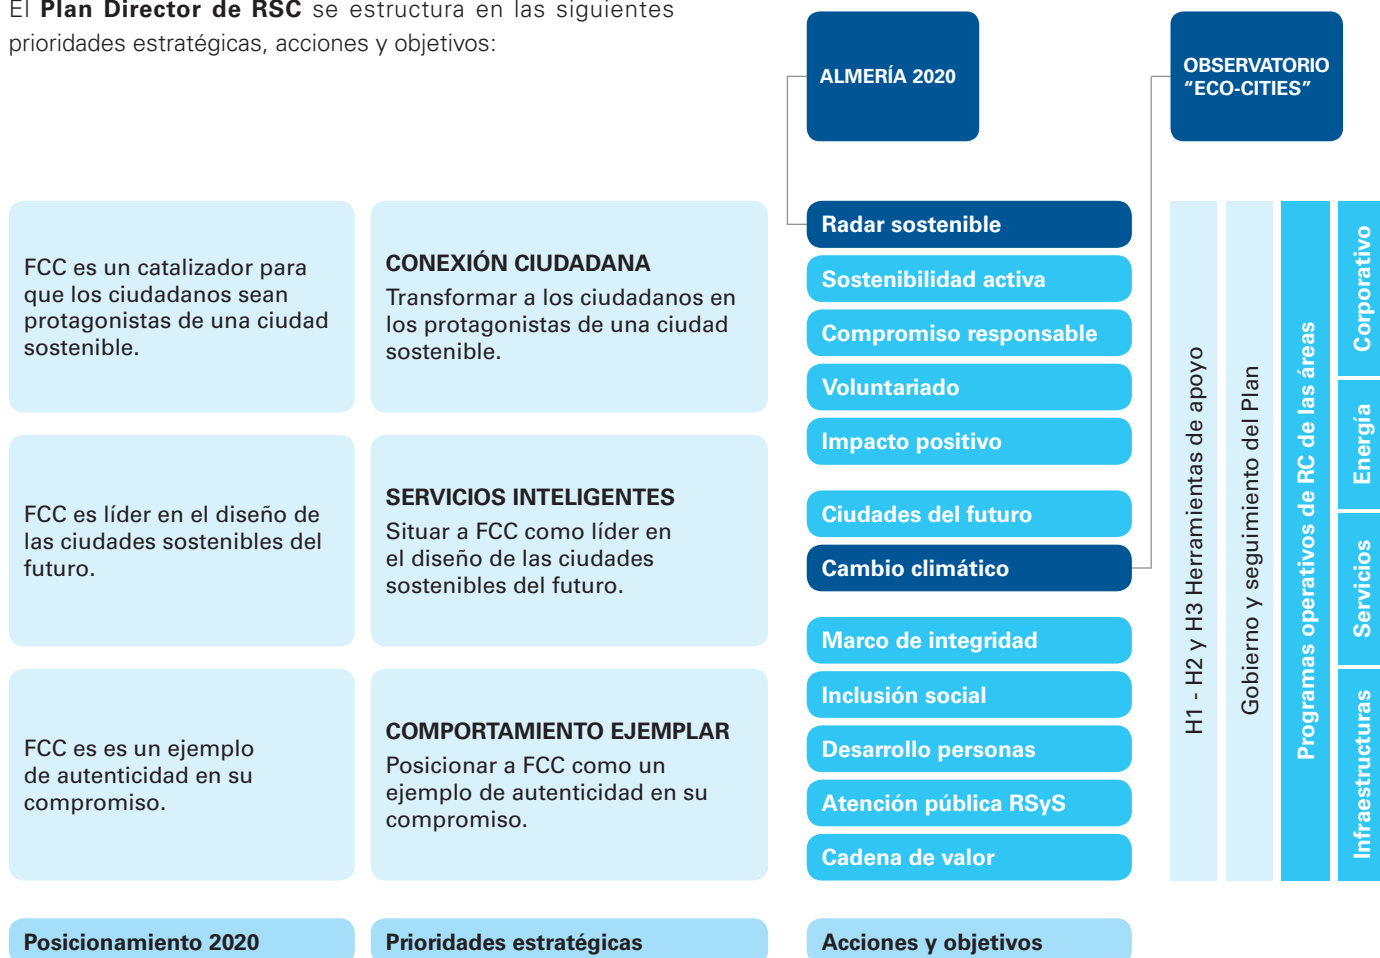 El Plan Director de RSC se estructura en las siguientes
prioridades estratégicas, acciones y objetivos:
ALMERÍA 2020
OBSERVATORIO
“ECO-CITIES”
FCC es un catalizador para
que los ciudadanos sean
protagonistas de una ciudad
sostenible.
CONEXIÓN CIUDADANA
Transformar a los ciudadanos en
los protagonistas de una ciudad
sostenible.
Radar sostenible
Sostenibilidad activa
Compromiso responsable
Voluntariado
Impacto positivo
FCC es líder en el diseño de
las ciudades sostenibles del
futuro.
SERVICIOS INTELIGENTES
Situar a FCC como líder en
el diseño de las ciudades
sostenibles del futuro.
Ciudades del futuro
Cambio climático
FCC es es un ejemplo
de autenticidad en su
compromiso.
COMPORTAMIENTO EJEMPLAR
Posicionar a FCC como un
ejemplo de autenticidad en su
compromiso.
Marco de integridad
Inclusión social
Desarrollo personas
Atención pública RSyS
Cadena de valor
H1 - H2 y H3 Herramientas de apoyo
Gobierno y seguimiento del Plan
Programas operativos de RC de las áreas
Corporativo
Energía
Servicios
Infraestructuras
Posicionamiento 2020
Prioridades estratégicas
Acciones y objetivos